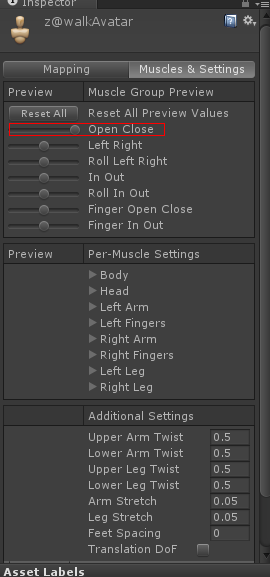 Inspector
z@walkAvatar
Mapping Muscles & Settings
Preview Muscle Group Preview
Reset All Reset All Preview Values
Open Close
Left Right
Roll Left Right
In Out
Roll In Out
Finger Open Close
Finger In Out
Preview Per-Muscle Settings
Body
Head
Left Arm
Left Fingers
Right Arm
Right Fingers
Left Leg
Right Leg
Additional Settings
Upper Arm Twist 0.5
Lower Arm Twist 0.5
Upper Leg Twist 0.5
Lower Leg Twist 0.5
Arm Stretch 0.05
Leg Stretch 0.05
Feet Spacing 0
Translation DoF
Asset Labels